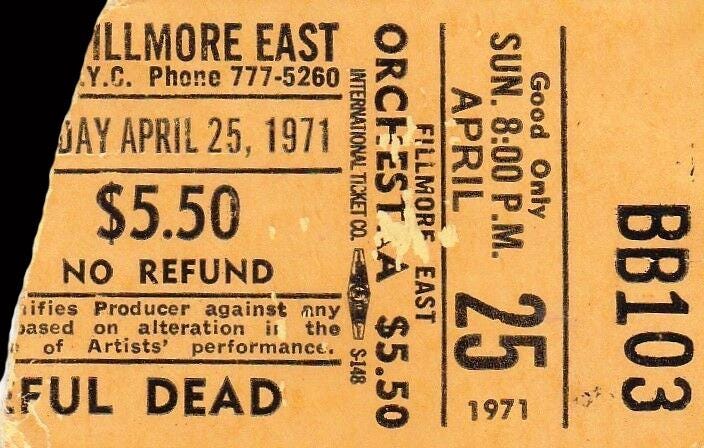 ILLMORE EAST
.Y.C. Phone 777-5260
DAY APRIL 25, 1971
$5.50
NO REFUND
ifies Producer against any
based on alteration in the
of Artists' performance.
FUL DEAD
INTERNATIONAL TICKET CO. S148
ORCHESTRA $5.50
FILLMORE EAST
APRIL 25 1971
SUN. 8:00 P.M.
Good Only
BB103